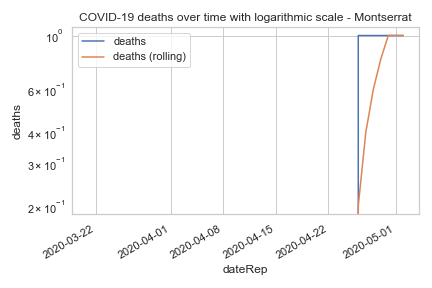 COVID-19 deaths over time with logarithmic scale - Montserrat
10⁰
6 × 10⁻¹
4 × 10⁻¹
3 × 10⁻¹
2 × 10⁻¹
deaths
deaths
deaths (rolling)
2020-03-22
2020-04-01
2020-04-08
2020-04-15
2020-04-22
2020-05-01
dateRep